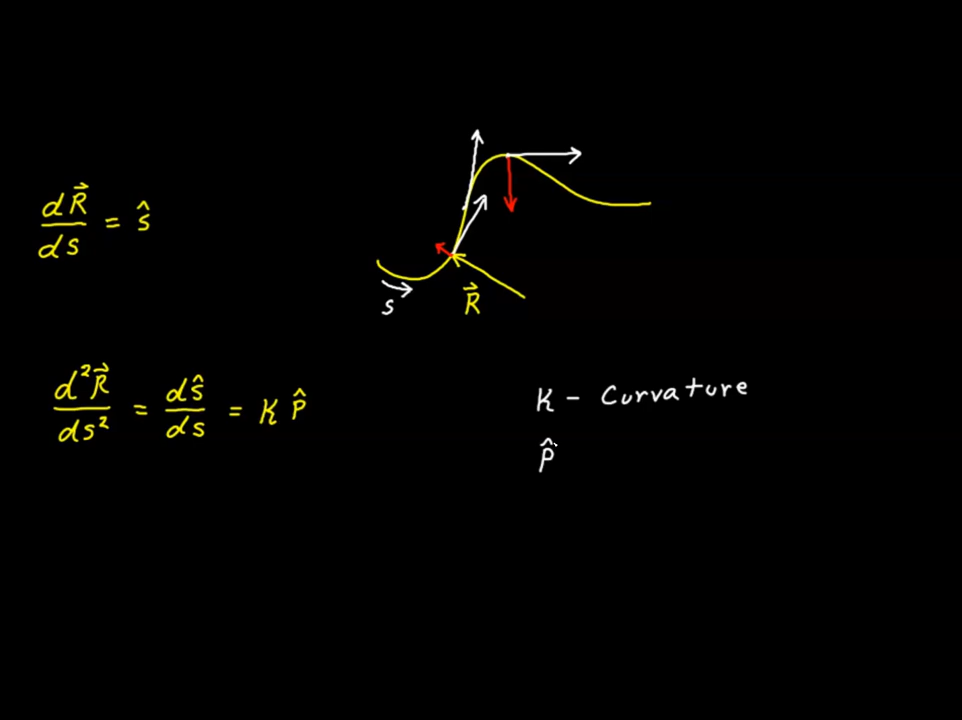 dR⃗/ds = ŝ
s
R⃗
d²R⃗/ds² = dŝ/ds = K p̂
K - Curvature
p̂